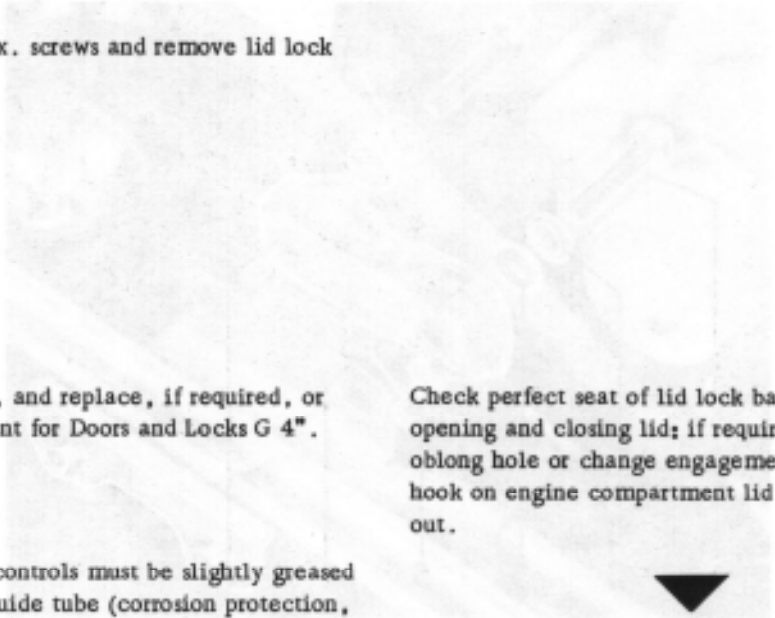 x. screws and remove lid lock
, and replace, if required, or
nt for Doors and Locks G 4".
controls must be slightly greased
uide tube (corrosion protection,
Check perfect seat of lid lock ba
opening and closing lid; if requir
oblong hole or change engageme
hook on engine compartment lid
out.